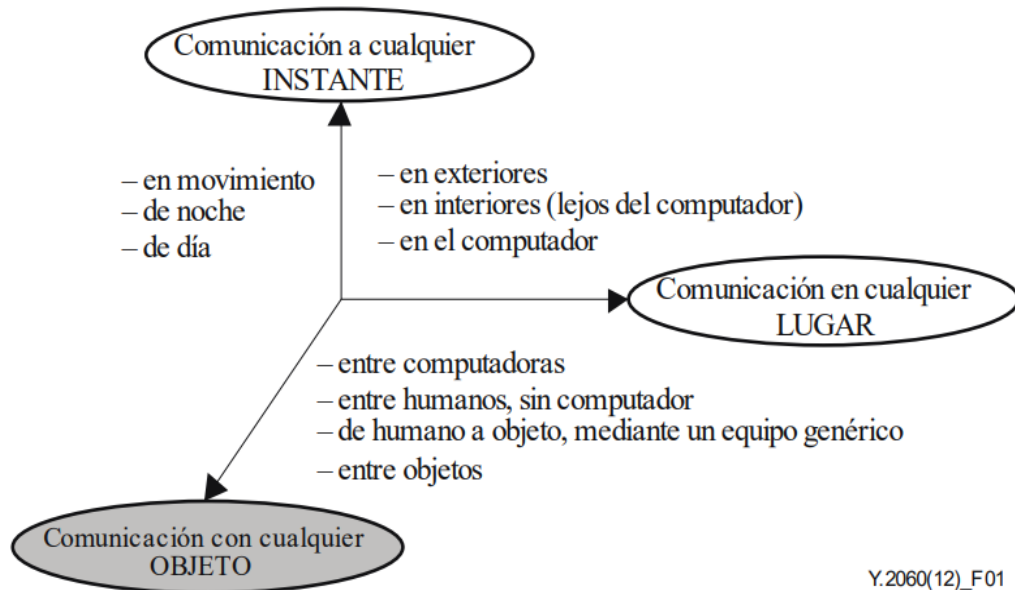 Comunicación a cualquier
INSTANTE
– en movimiento
– de noche
– de día
– en exteriores
– en interiores (lejos del computador)
– en el computador
Comunicación en cualquier
LUGAR
– entre computadoras
– entre humanos, sin computador
– de humano a objeto, mediante un equipo genérico
– entre objetos
Comunicación con cualquier
OBJETO
Y.2060(12)_F01